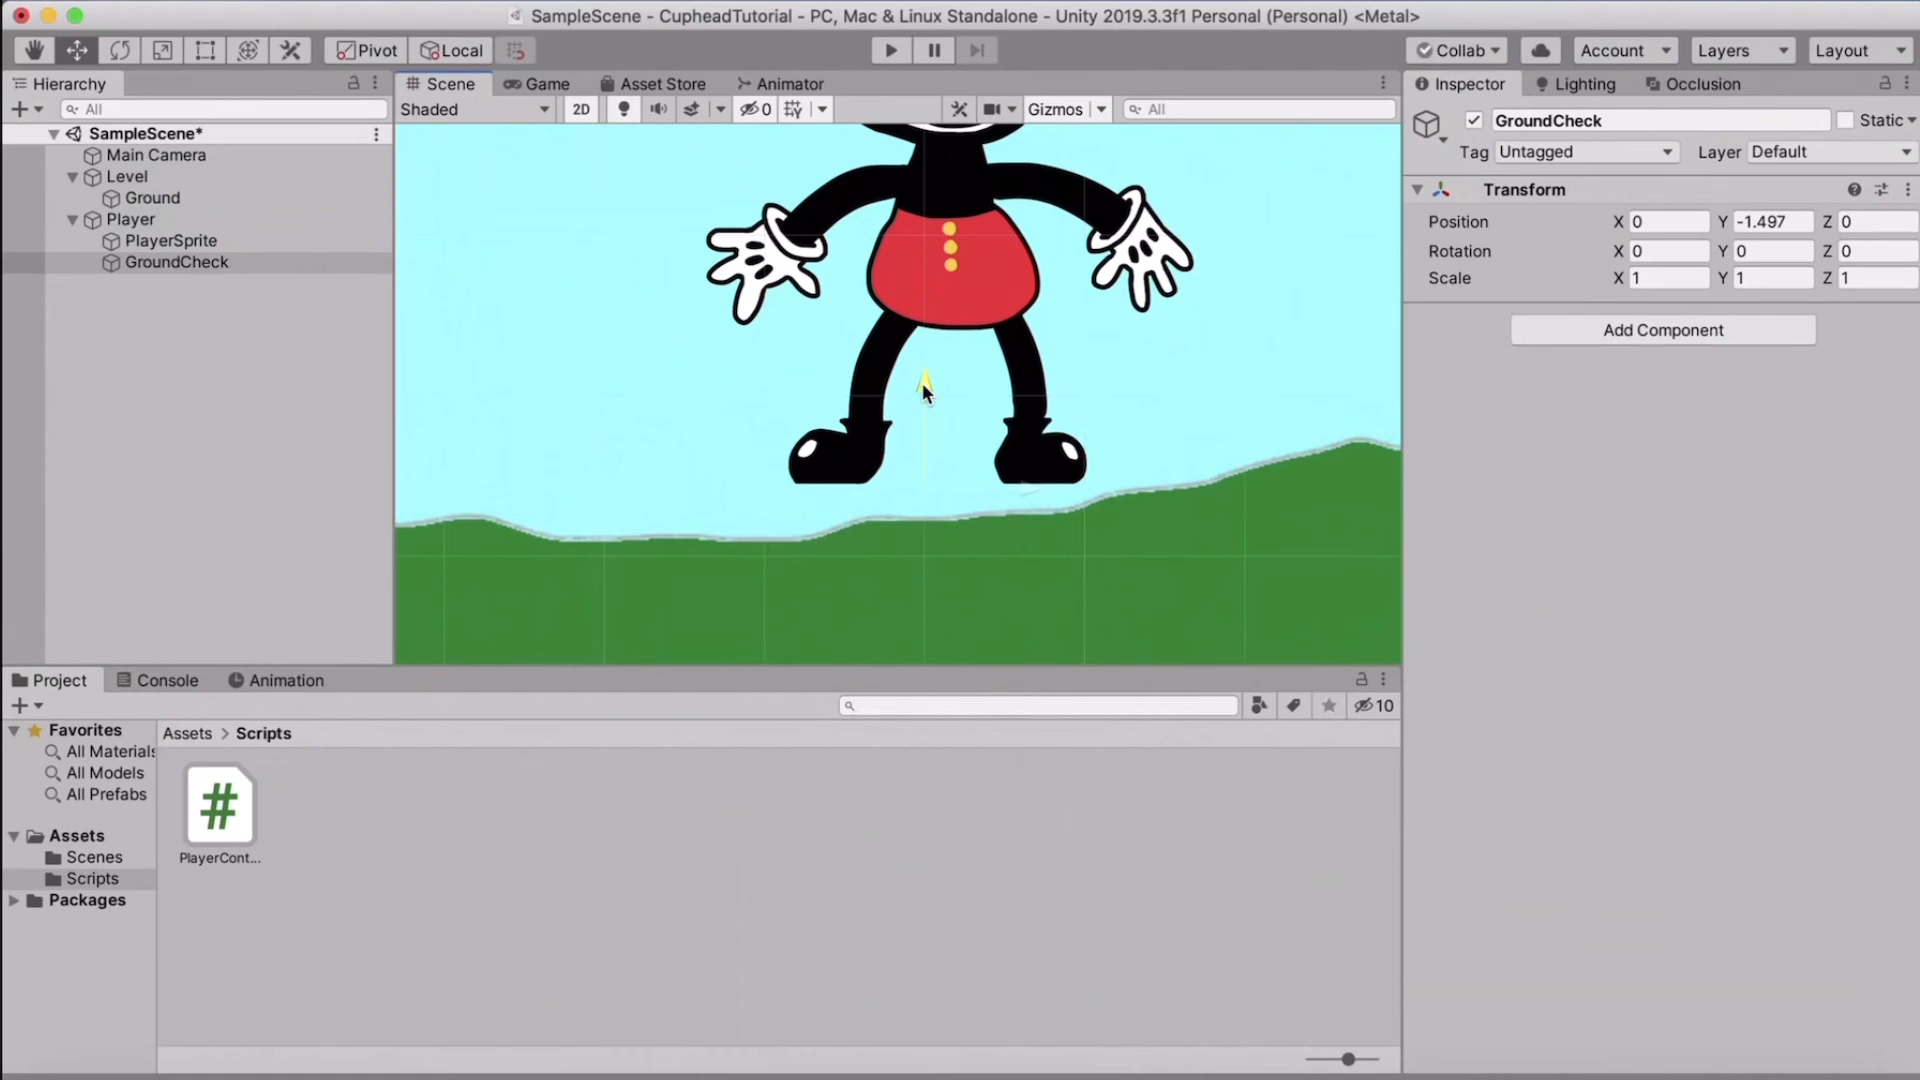 SampleScene - CupheadTutorial - PC, Mac & Linux Standalone - Unity 2019.3.3f1 Personal (Personal) <Metal>
Pivot Local Collab Account Layers Layout
Hierarchy
All
SampleScene*
Main Camera
Level
Ground
Player
PlayerSprite
GroundCheck
Scene Game Asset Store Animator
Shaded 2D 0 Gizmos All
Inspector Lighting Occlusion
GroundCheck Static
Tag Untagged Layer Default
Transform
Position X 0 Y -1.497 Z 0
Rotation X 0 Y 0 Z 0
Scale X 1 Y 1 Z 1
Add Component
Project Console Animation
10
Favorites
All Materials
All Models
All Prefabs
Assets
Scenes
Scripts
Packages
Assets > Scripts
#
PlayerCont...